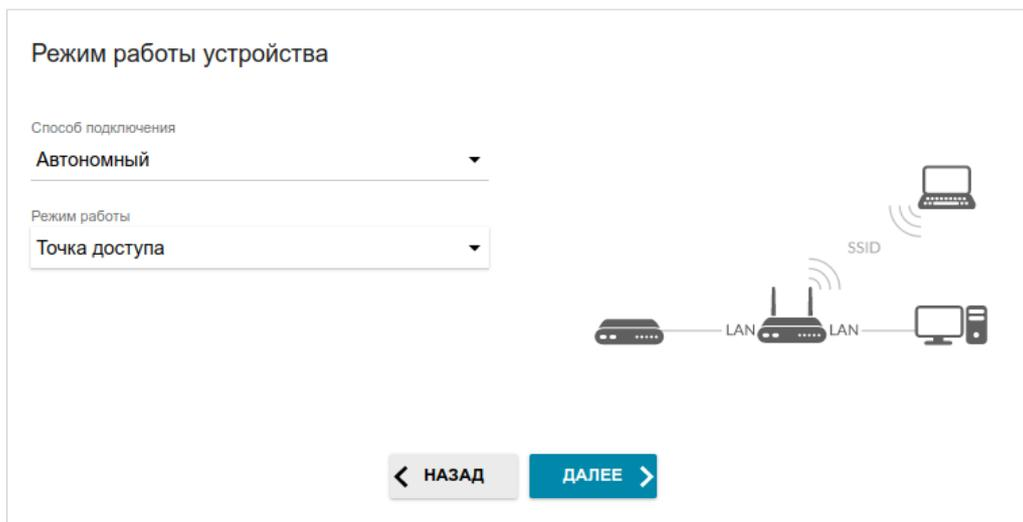 Режим работы устройства
Способ подключения
Автономный
Режим работы
Точка доступа
SSID
LAN LAN
НАЗАД ДАЛЕЕ